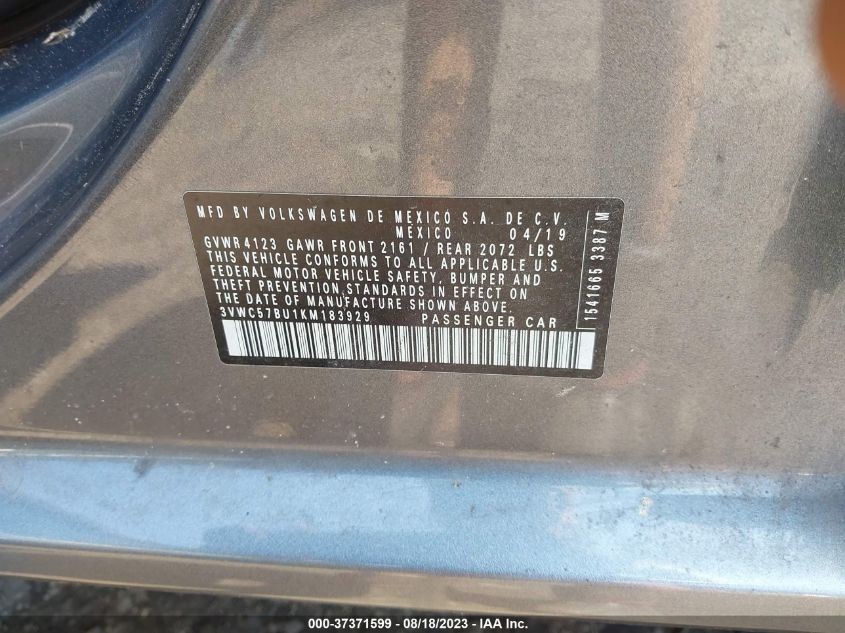 MFD BY VOLKSWAGEN DE MEXICO S.A. DE C.V.
MEXICO 04/19
GVWR 4123 GAWR FRONT 2161 / REAR 2072 LBS
THIS VEHICLE CONFORMS TO ALL APPLICABLE U.S.
FEDERAL MOTOR VEHICLE SAFETY, BUMPER AND
THEFT PREVENTION STANDARDS IN EFFECT ON
THE DATE OF MANUFACTURE SHOWN ABOVE.
3VWC57BU1KM183929 PASSENGER CAR
1541665 3387 M
000-37371599 - 08/18/2023 - IAA Inc.